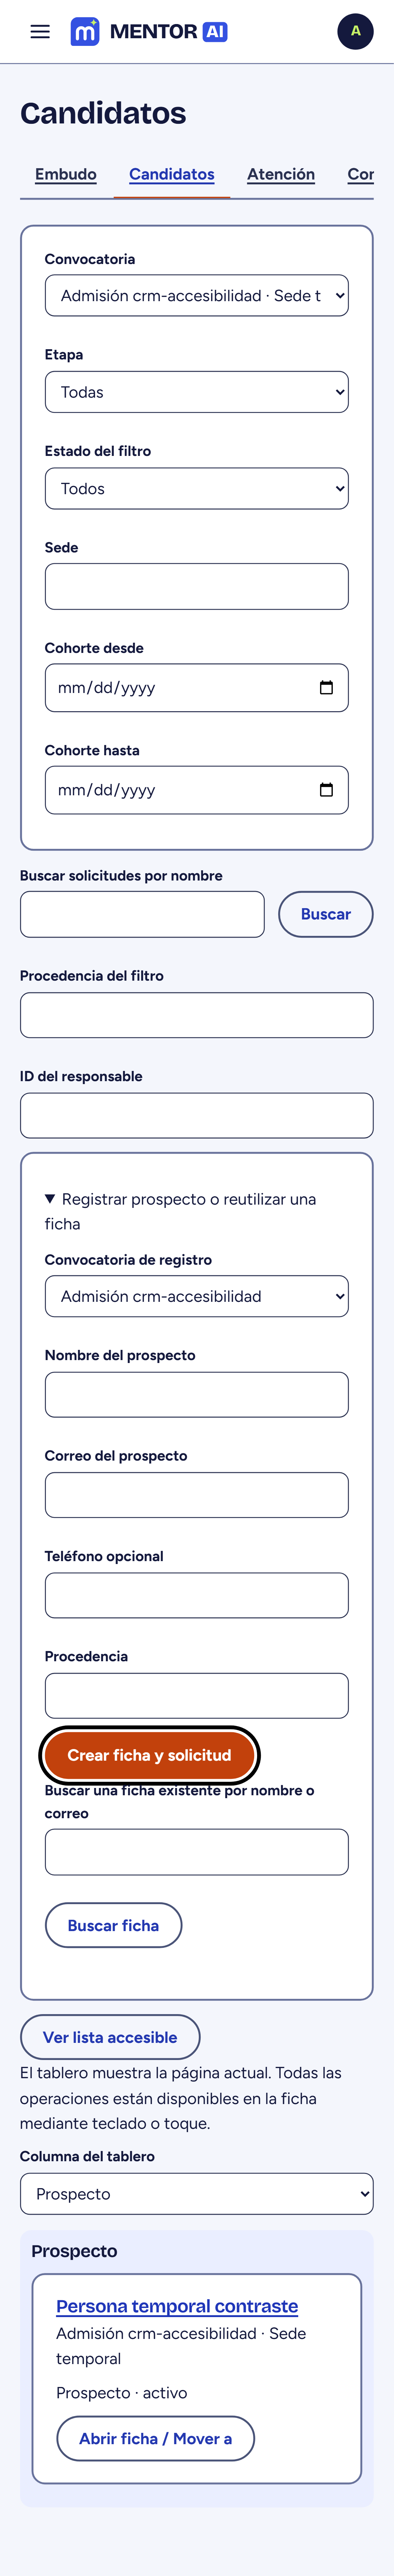 MENTOR AI
A
Candidatos
Embudo Candidatos Atención
Convocatoria
Admisión crm-accesibilidad · Sede t
Etapa
Todas
Estado del filtro
Todos
Sede
Cohorte desde
mm/dd/yyyy
Cohorte hasta
mm/dd/yyyy
Buscar solicitudes por nombre
Buscar
Procedencia del filtro
ID del responsable
▼ Registrar prospecto o reutilizar una
ficha
Convocatoria de registro
Admisión crm-accesibilidad
Nombre del prospecto
Correo del prospecto
Teléfono opcional
Procedencia
Crear ficha y solicitud
Buscar una ficha existente por nombre o
correo
Buscar ficha
Ver lista accesible
El tablero muestra la página actual. Todas las
operaciones están disponibles en la ficha
mediante teclado o toque.
Columna del tablero
Prospecto
Prospecto
Persona temporal contraste
Admisión crm-accesibilidad · Sede
temporal
Prospecto · activo
Abrir ficha / Mover a